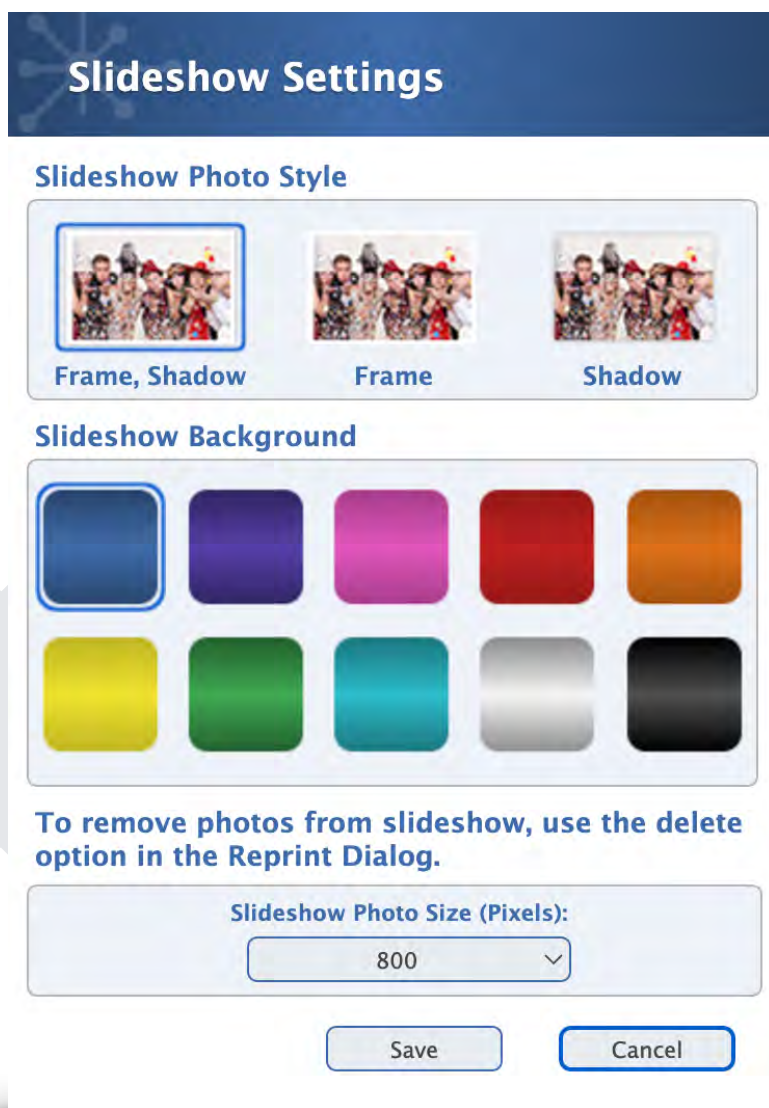 Slideshow Settings
Slideshow Photo Style
Frame, Shadow
Frame
Shadow
Slideshow Background
To remove photos from slideshow, use the delete
option in the Reprint Dialog.
Slideshow Photo Size (Pixels):
800
Save
Cancel